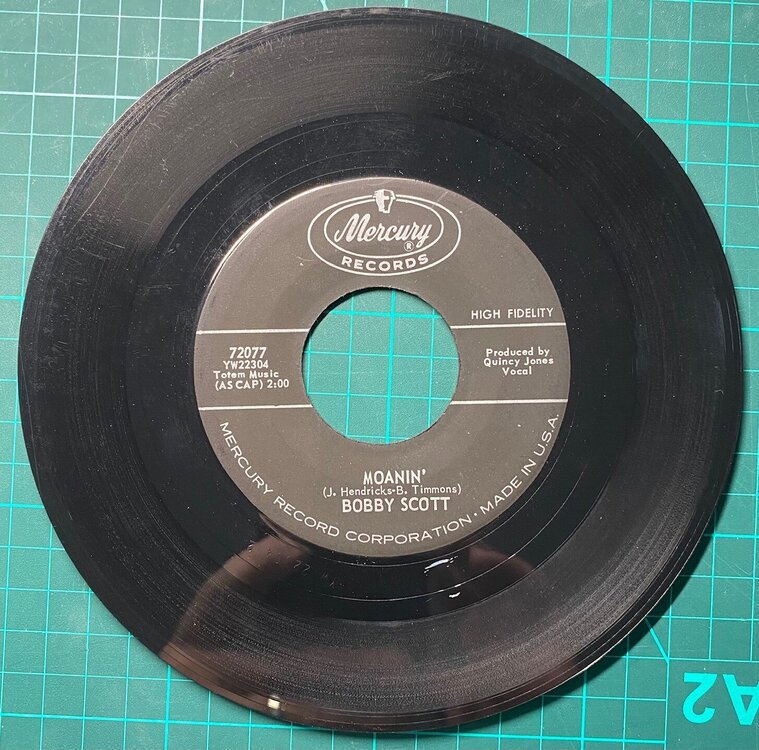 Mercury
®
RECORDS
HIGH FIDELITY
72077
YW22304
Totem Music
(ASCAP) 2:00
Produced by
Quincy Jones
Vocal
MOANIN'
(J. Hendricks-B. Timmons)
BOBBY SCOTT
MERCURY RECORD CORPORATION • MADE IN U.S.A.
A2